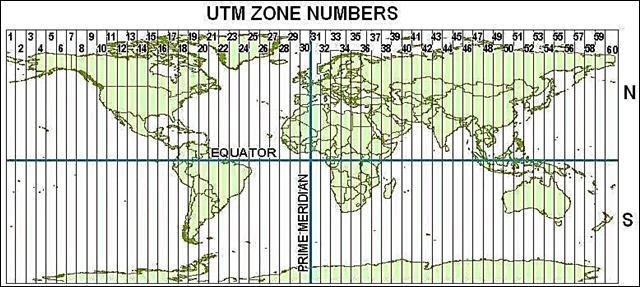 UTM ZONE NUMBERS
1 3 5 7 9 11 13 15 17 19 21 23 25 27 29 31 33 35 37 39 41 43 45 47 49 51 53 55 57 59
2 4 6 8 10 12 14 16 18 20 22 24 26 28 30 32 34 36 38 40 42 44 46 48 50 52 54 56 58 60
N
EQUATOR
PRIME MERIDIAN
S